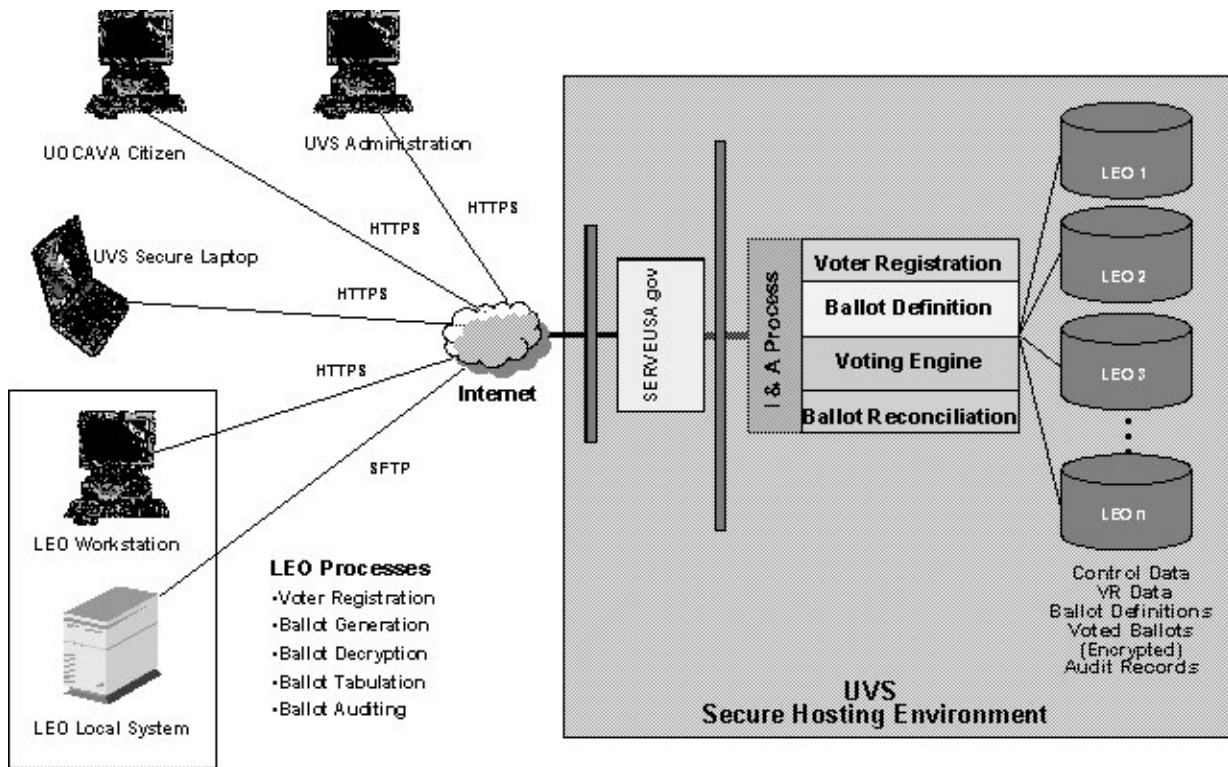 UOCAVA Citizen
UVS Administration
HTTPS
HTTPS
UVS Secure Laptop
HTTPS
HTTPS
Internet
SFTP
LEO Workstation
LEO Local System
LEO Processes
•Voter Registration
•Ballot Generation
•Ballot Decryption
•Ballot Tabulation
•Ballot Auditing
SERVEUSA.gov
I & A Process
Voter Registration
Ballot Definition
Voting Engine
Ballot Reconciliation
LEO 1
LEO 2
LEO 3
LEO n
Control Data
VR Data
Ballot Definitions
Voted Ballots
(Encrypted)
Audit Records
UVS
Secure Hosting Environment